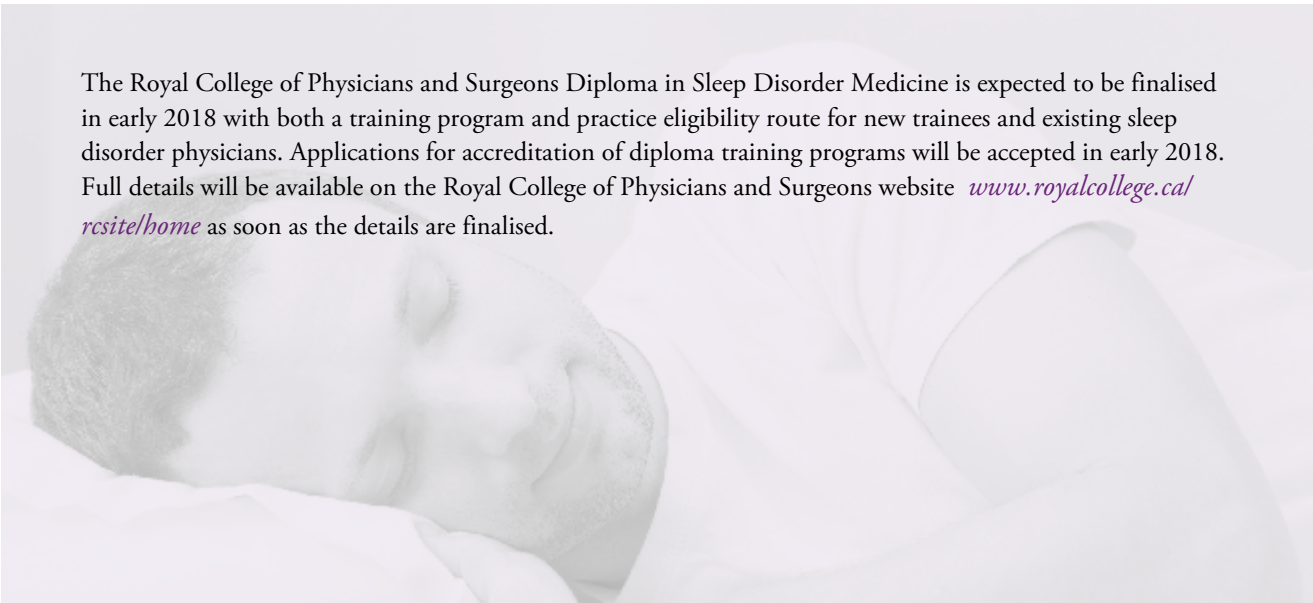 The Royal College of Physicians and Surgeons Diploma in Sleep Disorder Medicine is expected to be finalised
in early 2018 with both a training program and practice eligibility route for new trainees and existing sleep
disorder physicians. Applications for accreditation of diploma training programs will be accepted in early 2018.
Full details will be available on the Royal College of Physicians and Surgeons website www.royalcollege.ca/
rcsite/home as soon as the details are finalised.